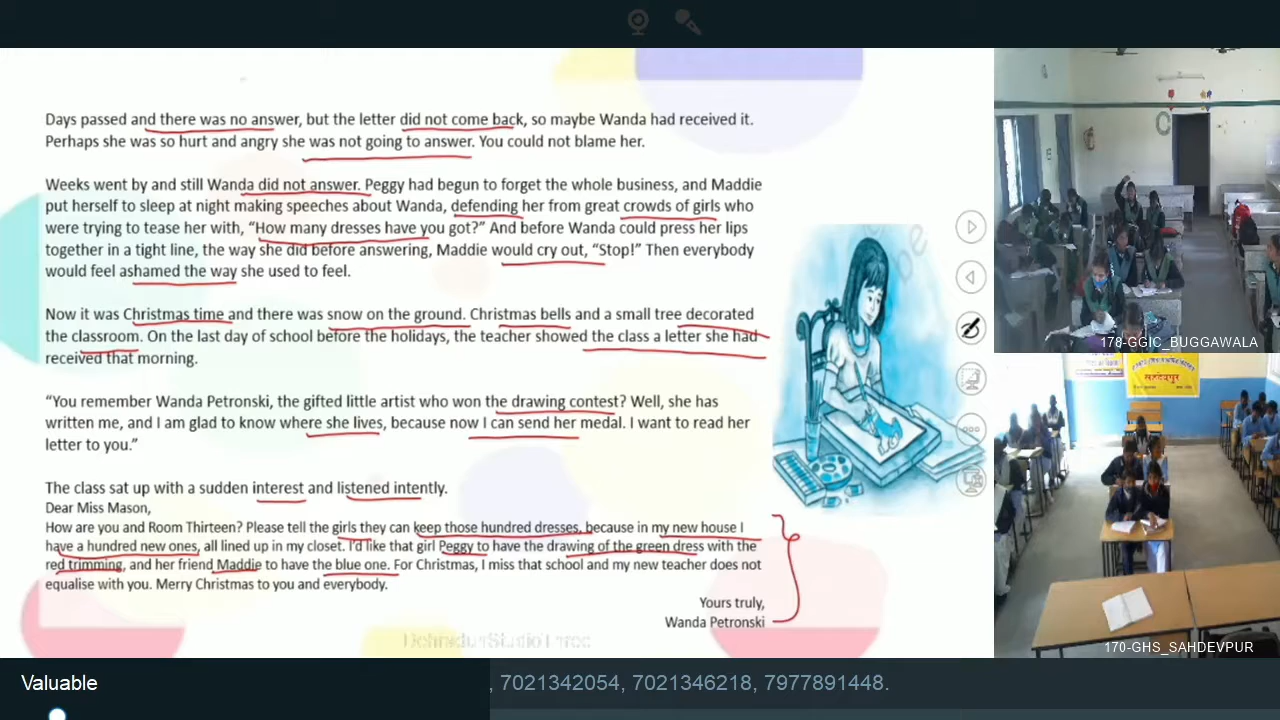 Days passed and there was no answer, but the letter did not come back, so maybe Wanda had received it.
Perhaps she was so hurt and angry she was not going to answer. You could not blame her.
Weeks went by and still Wanda did not answer. Peggy had begun to forget the whole business, and Maddie
put herself to sleep at night making speeches about Wanda, defending her from great crowds of girls who
were trying to tease her with, “How many dresses have you got?” And before Wanda could press her lips
together in a tight line, the way she did before answering, Maddie would cry out, “Stop!” Then everybody
would feel ashamed the way she used to feel.
Now it was Christmas time and there was snow on the ground. Christmas bells and a small tree decorated
the classroom. On the last day of school before the holidays, the teacher showed the class a letter she had
received that morning.
“You remember Wanda Petronski, the gifted little artist who won the drawing contest? Well, she has
written me, and I am glad to know where she lives, because now I can send her medal. I want to read her
letter to you.”
The class sat up with a sudden interest and listened intently.
Dear Miss Mason,
How are you and Room Thirteen? Please tell the girls they can keep those hundred dresses, because in my new house I
have a hundred new ones, all lined up in my closet. I’d like that girl Peggy to have the drawing of the green dress with the
red trimming, and her friend Maddie to have the blue one. For Christmas, I miss that school and my new teacher does not
equalise with you. Merry Christmas to you and everybody.
Yours truly,
Wanda Petronski
DehradunStudioThree
178-GGIC_BUGGAWALA
सहदेवपुर
170-GHS_SAHDEVPUR
Valuable
, 7021342054, 7021346218, 7977891448.